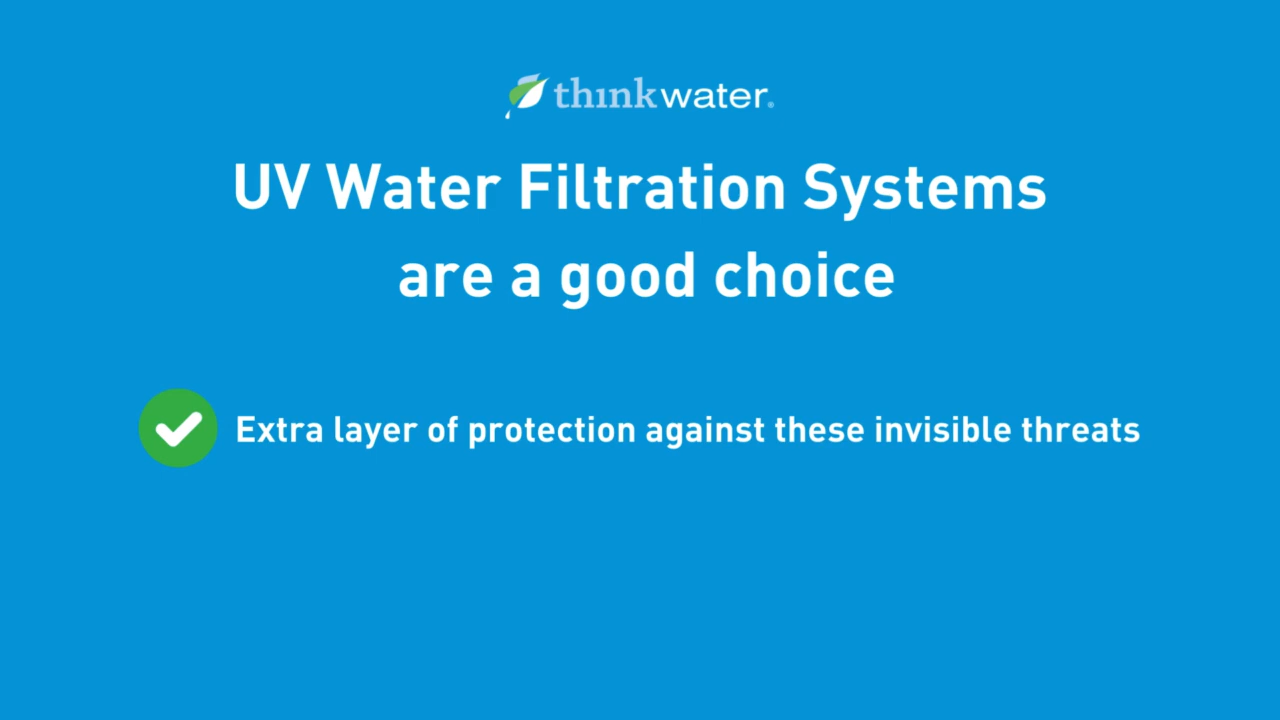 thinkwater®
UV Water Filtration Systems
are a good choice
Extra layer of protection against these invisible threats